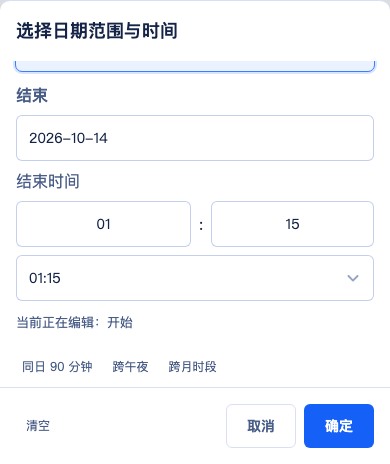 选择日期范围与时间
结束
2026-10-14
结束时间
01 : 15
01:15
当前正在编辑：开始
同日 90 分钟 跨午夜 跨月时段
清空 取消 确定